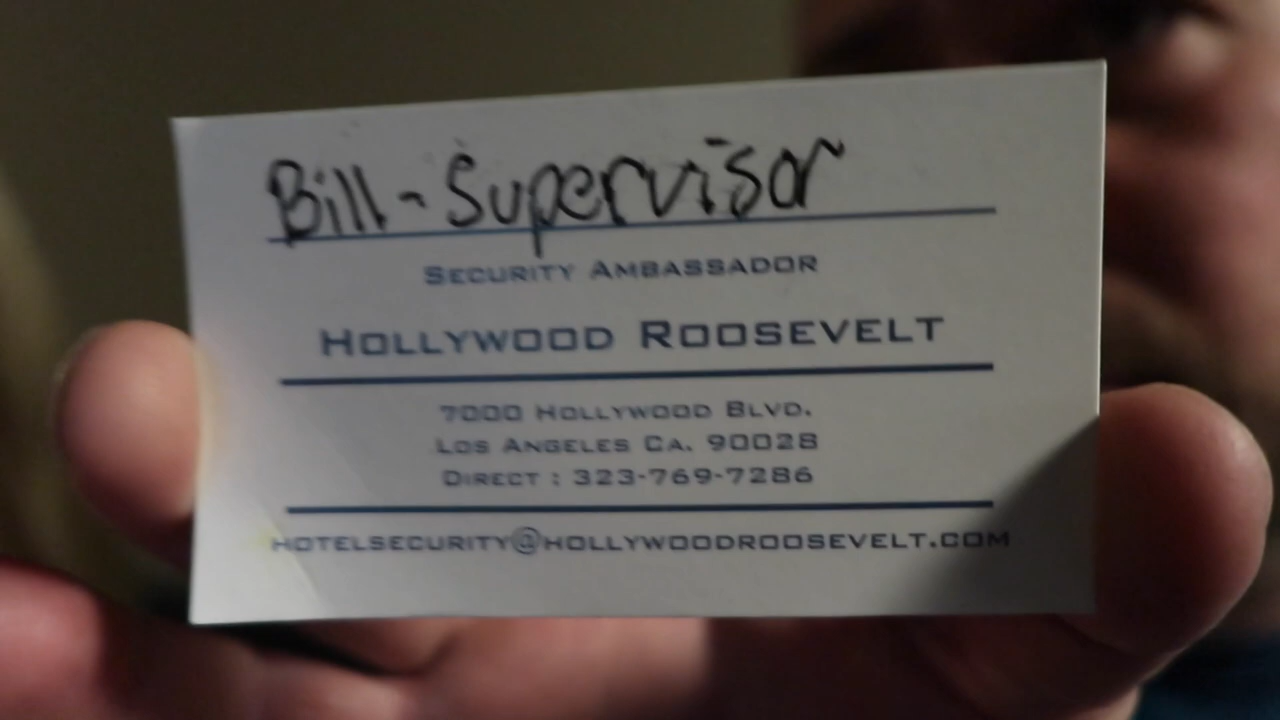 Bill - Supervisor
SECURITY AMBASSADOR
HOLLYWOOD ROOSEVELT
7000 HOLLYWOOD BLVD.
LOS ANGELES CA. 90028
DIRECT : 323-769-7286
HOTELSECURITY@HOLLYWOODROOSEVELT.COM